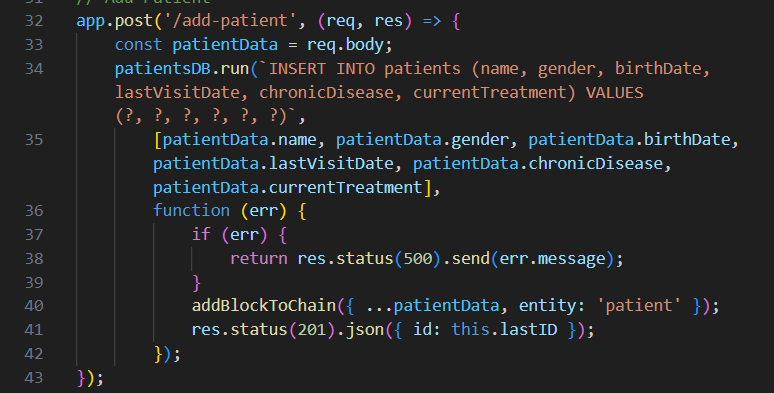 31 // Add Patient
32 app.post('/add-patient', (req, res) => {
33 const patientData = req.body;
34 patientsDB.run(`INSERT INTO patients (name, gender, birthDate,
lastVisitDate, chronicDisease, currentTreatment) VALUES
(?, ?, ?, ?, ?, ?)`,
35 [patientData.name, patientData.gender, patientData.birthDate,
patientData.lastVisitDate, patientData.chronicDisease,
patientData.currentTreatment],
36 function (err) {
37 if (err) {
38 return res.status(500).send(err.message);
39 }
40 addBlockToChain({ ...patientData, entity: 'patient' });
41 res.status(201).json({ id: this.lastID });
42 });
43 });